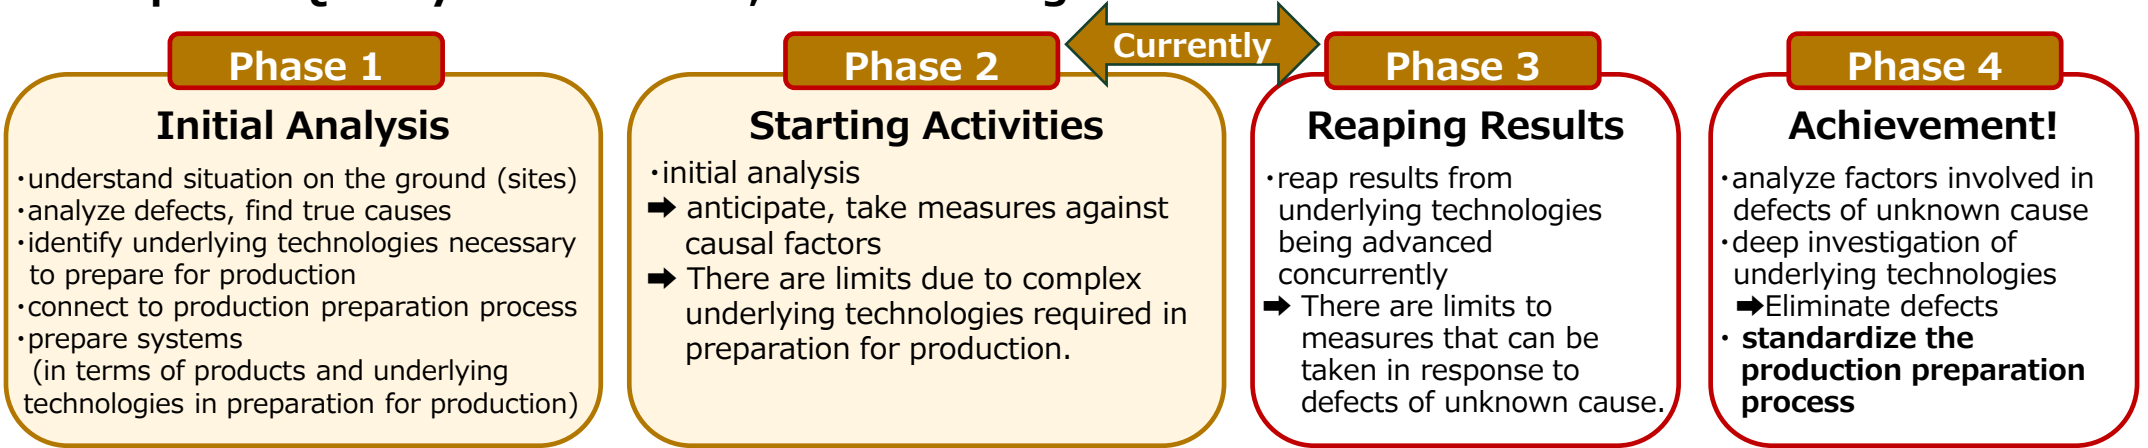 Currently
Phase 1
Initial Analysis
・understand situation on the ground (sites)
・analyze defects, find true causes
・identify underlying technologies necessary
to prepare for production
・connect to production preparation process
・prepare systems
(in terms of products and underlying
technologies in preparation for production)
Phase 2
Starting Activities
・initial analysis
➡ anticipate, take measures against
causal factors
➡ There are limits due to complex
underlying technologies required in
preparation for production.
Phase 3
Reaping Results
・reap results from
underlying technologies
being advanced
concurrently
➡ There are limits to
measures that can be
taken in response to
defects of unknown cause.
Phase 4
Achievement!
・analyze factors involved in
defects of unknown cause
・deep investigation of
underlying technologies
➡Eliminate defects
・ standardize the
production preparation
process